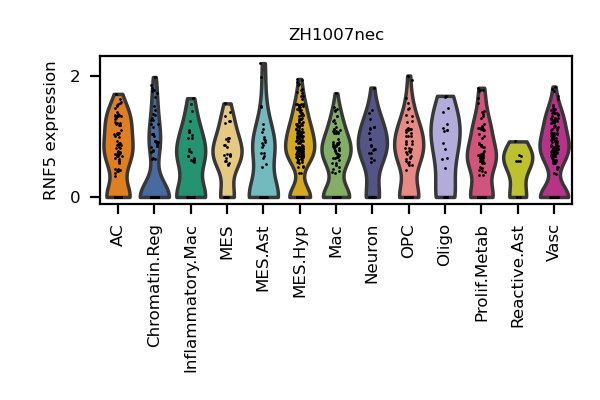 ZH1007nec
RNF5 expression
2
0
AC
Chromatin.Reg
Inflammatory.Mac
MES
MES.Ast
MES.Hyp
Mac
Neuron
OPC
Oligo
Prolif.Metab
Reactive.Ast
Vasc